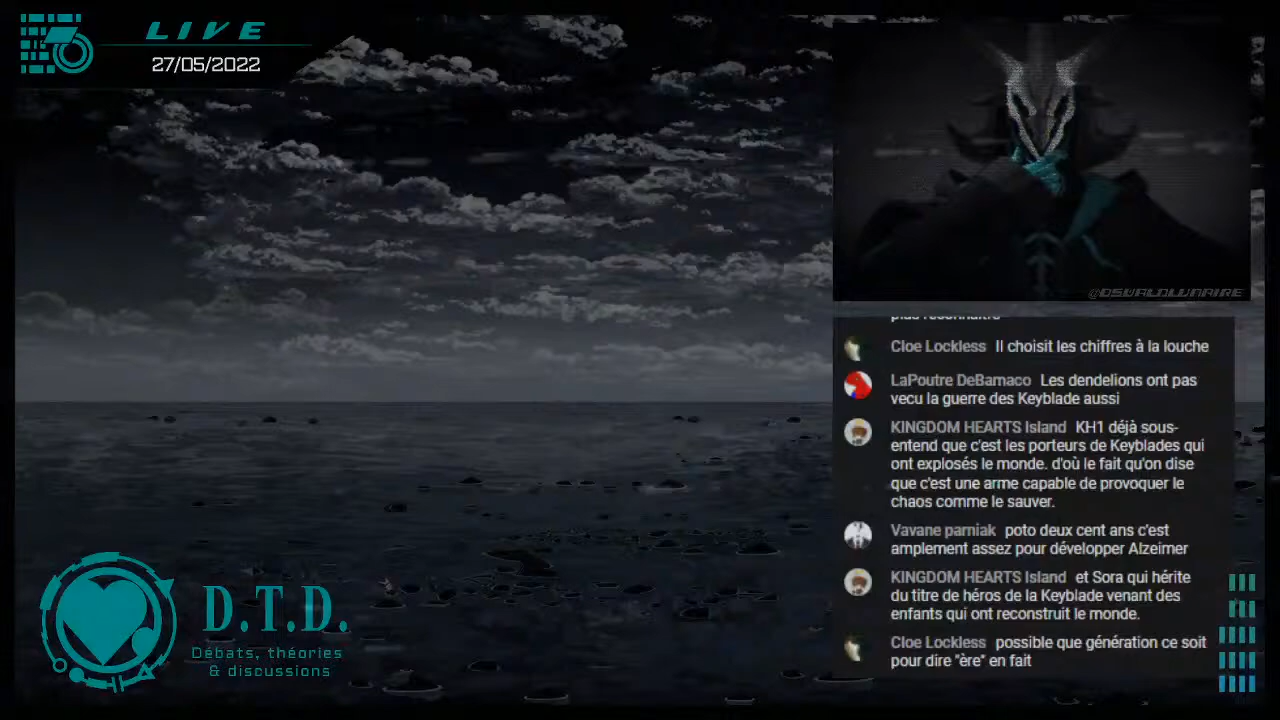 LIVE
27/05/2022
@OSWALDLUNAIRE
plus reconnaitre
Cloe Lockless Il choisit les chiffres à la louche
LaPoutre DeBamaco Les dendelions ont pas
vecu la guerre des Keyblade aussi
KINGDOM HEARTS Island KH1 déjà sous-
entend que c'est les porteurs de Keyblades qui
ont explosés le monde. d'où le fait qu'on dise
que c'est une arme capable de provoquer le
chaos comme le sauver.
Vavane parniak poto deux cent ans c'est
amplement assez pour développer Alzeimer
KINGDOM HEARTS Island et Sora qui hérite
du titre de héros de la Keyblade venant des
enfants qui ont reconstruit le monde.
Cloe Lockless possible que génération ce soit
pour dire "ère" en fait
D.T.D.
Débats, théories
& discussions